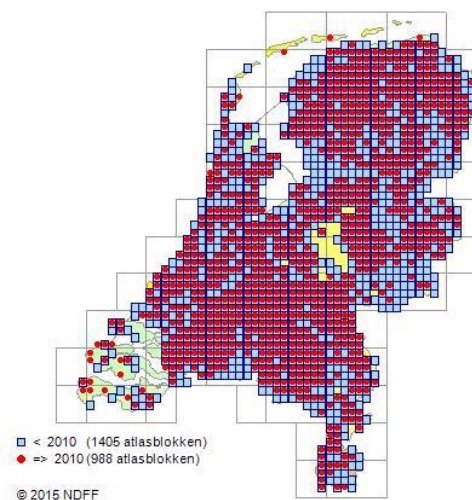 < 2010 (1405 atlasblokken)
=> 2010 (988 atlasblokken)
© 2015 NDFF